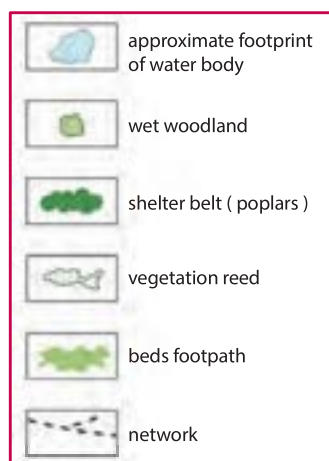 approximate footprint
of water body
wet woodland
shelter belt ( poplars )
vegetation reed
beds footpath
network